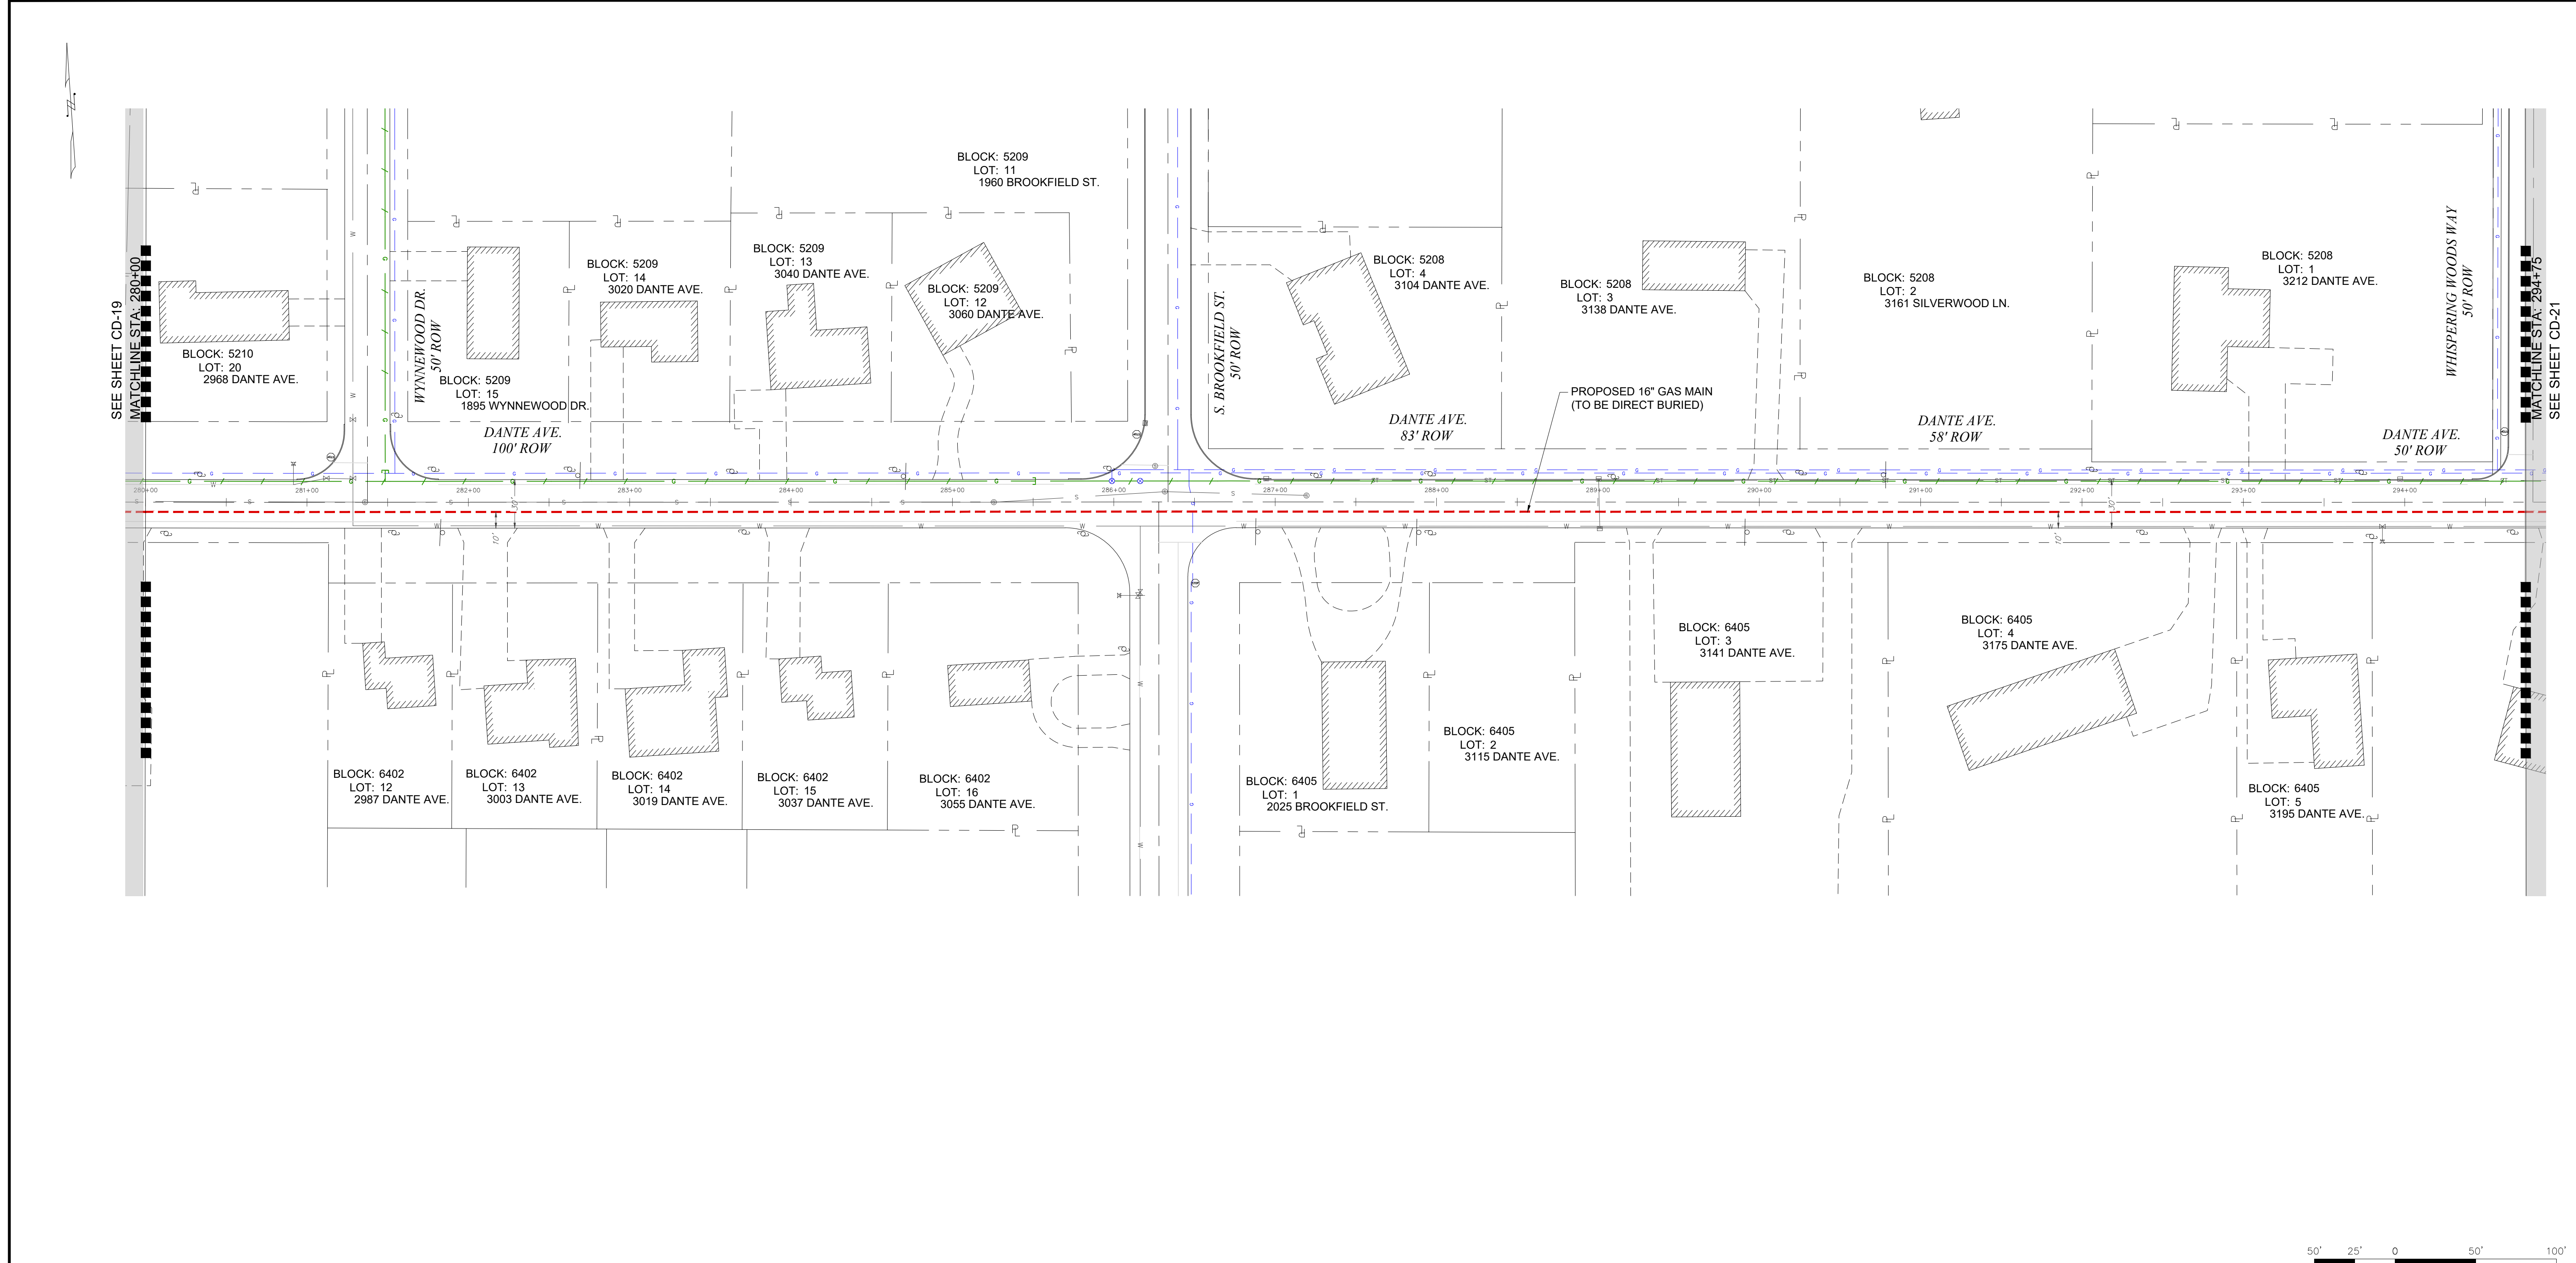 SEE SHEET CD-19
MATCHLINE STA: 280+00
BLOCK: 5210
LOT: 20
2968 DANTE AVE.
WYNNEWOOD DR.
50' ROW
BLOCK: 5209
LOT: 15
1895 WYNNEWOOD DR.
DANTE AVE.
100' ROW
BLOCK: 5209
LOT: 14
3020 DANTE AVE.
BLOCK: 5209
LOT: 13
3040 DANTE AVE.
BLOCK: 5209
LOT: 11
1960 BROOKFIELD ST.
BLOCK: 5209
LOT: 12
3060 DANTE AVE.
S. BROOKFIELD ST.
50' ROW
BLOCK: 5208
LOT: 4
3104 DANTE AVE.
DANTE AVE.
83' ROW
BLOCK: 5208
LOT: 3
3138 DANTE AVE.
PROPOSED 16" GAS MAIN
(TO BE DIRECT BURIED)
BLOCK: 5208
LOT: 2
3161 SILVERWOOD LN.
DANTE AVE.
58' ROW
BLOCK: 5208
LOT: 1
3212 DANTE AVE.
DANTE AVE.
50' ROW
WHISPERING WOODS WAY
50' ROW
MATCHLINE STA: 294+75
SEE SHEET CD-21
280+00
281+00
282+00
283+00
284+00
285+00
286+00
287+00
288+00
289+00
290+00
291+00
292+00
293+00
294+00
10'
30'
10'
30'
BLOCK: 6402
LOT: 12
2987 DANTE AVE.
BLOCK: 6402
LOT: 13
3003 DANTE AVE.
BLOCK: 6402
LOT: 14
3019 DANTE AVE.
BLOCK: 6402
LOT: 15
3037 DANTE AVE.
BLOCK: 6402
LOT: 16
3055 DANTE AVE.
BLOCK: 6405
LOT: 1
2025 BROOKFIELD ST.
BLOCK: 6405
LOT: 2
3115 DANTE AVE.
BLOCK: 6405
LOT: 3
3141 DANTE AVE.
BLOCK: 6405
LOT: 4
3175 DANTE AVE.
BLOCK: 6405
LOT: 5
3195 DANTE AVE.
50' 25' 0 50' 100'